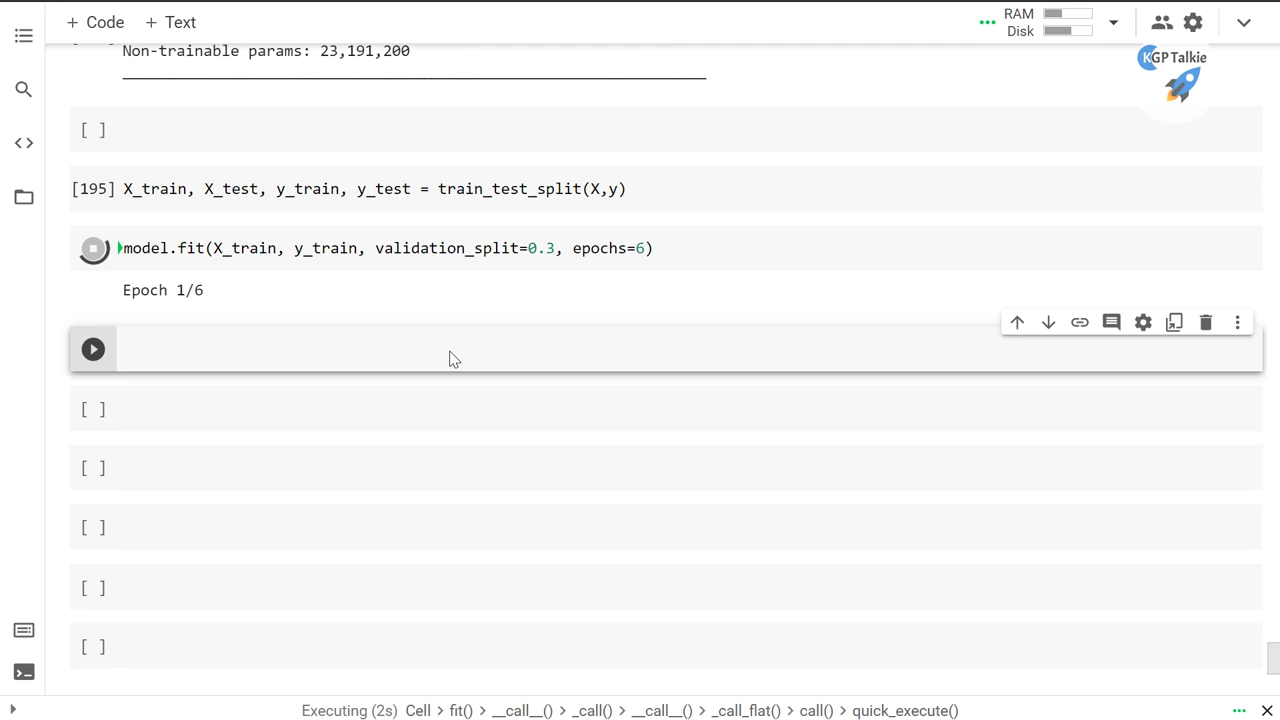 + Code + Text
RAM
Disk
KGP Talkie
Non-trainable params: 23,191,200
[ ]
[195] X_train, X_test, y_train, y_test = train_test_split(X,y)
model.fit(X_train, y_train, validation_split=0.3, epochs=6)
Epoch 1/6
[ ]
[ ]
[ ]
[ ]
[ ]
Executing (2s) Cell > fit() > __call__() > _call() > __call__() > _call_flat() > call() > quick_execute()